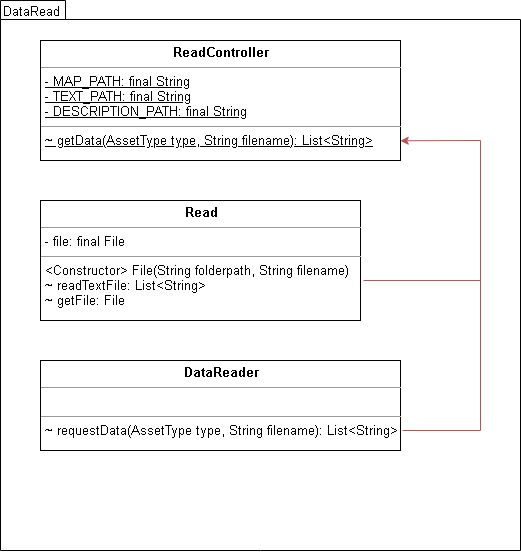 DataRead
ReadController
- MAP_PATH: final String
- TEXT_PATH: final String
- DESCRIPTION_PATH: final String
~ getData(AssetType type, String filename): List<String>
Read
- file: final File
<Constructor> File(String folderpath, String filename)
~ readTextFile: List<String>
~ getFile: File
DataReader
~ requestData(AssetType type, String filename): List<String>